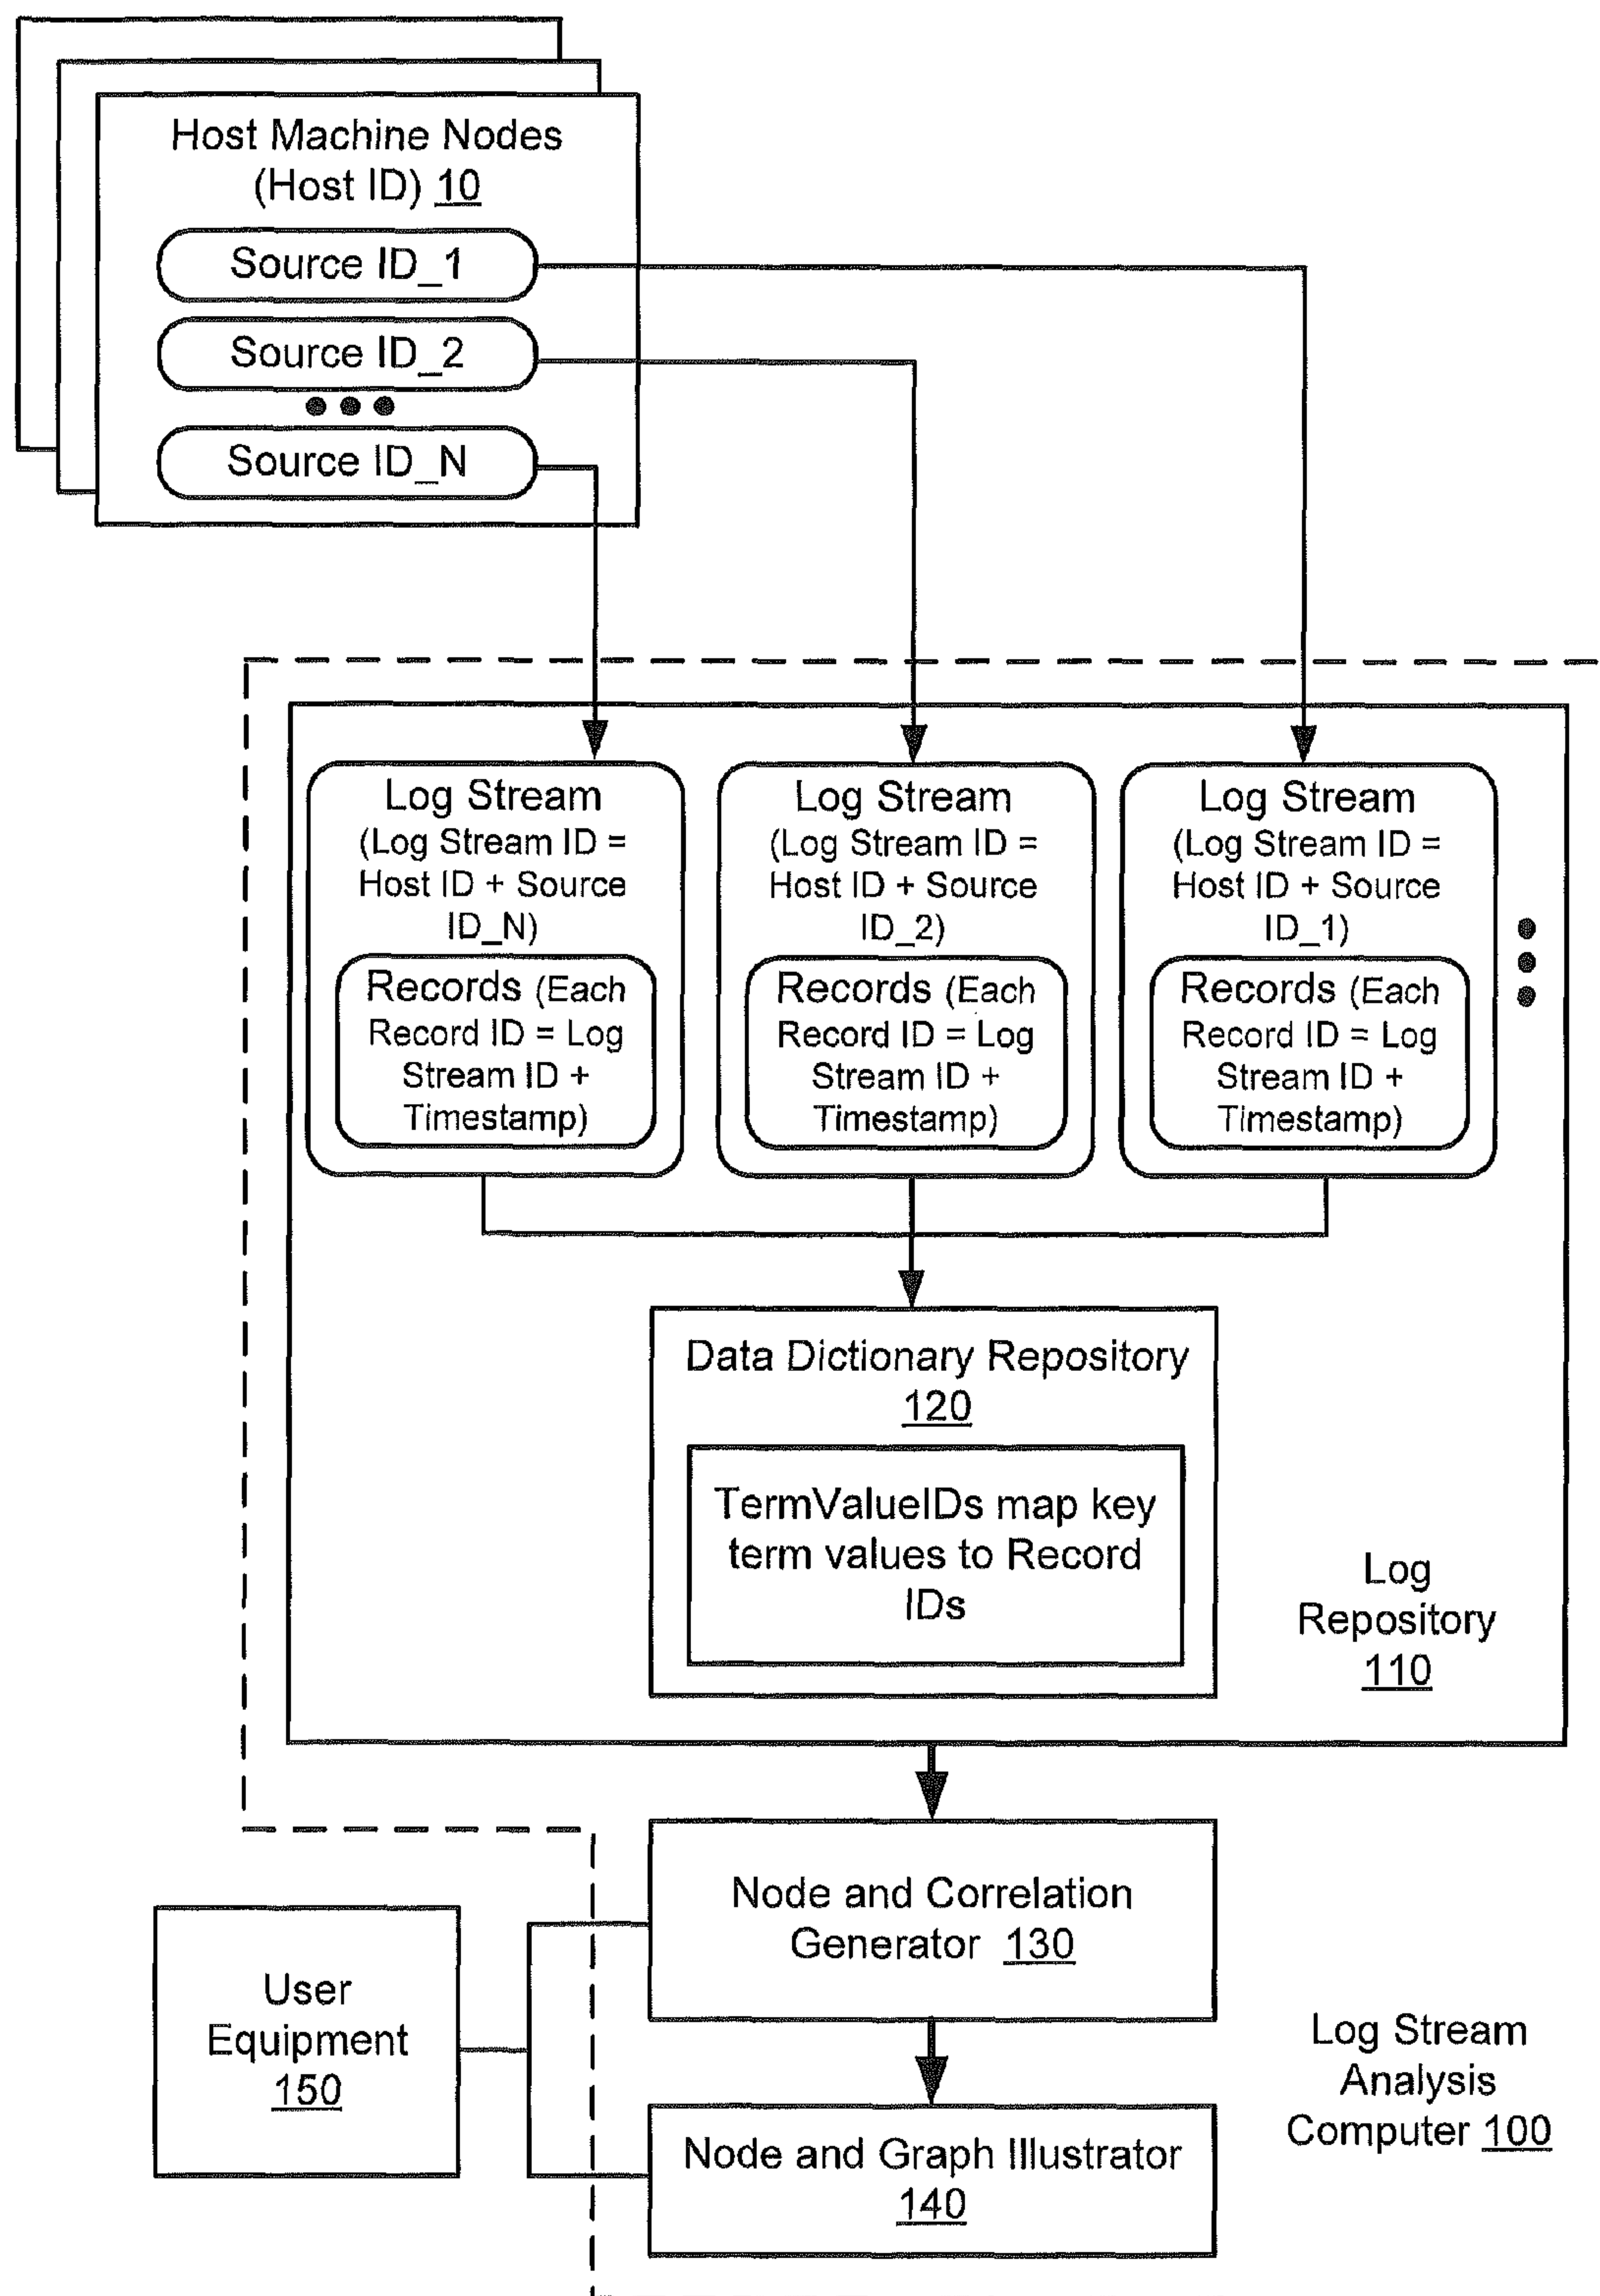 Host Machine Nodes
(Host ID) 10
Source ID_1
Source ID_2
Source ID_N
Log Stream
(Log Stream ID =
Host ID + Source
ID_N)
Records (Each
Record ID = Log
Stream ID +
Timestamp)
Log Stream
(Log Stream ID =
Host ID + Source
ID_2)
Records (Each
Record ID = Log
Stream ID +
Timestamp)
Log Stream
(Log Stream ID =
Host ID + Source
ID_1)
Records (Each
Record ID = Log
Stream ID +
Timestamp)
Data Dictionary Repository
120
TermValueIDs map key
term values to Record
IDs
Log
Repository
110
Node and Correlation
Generator 130
User
Equipment
150
Log Stream
Analysis
Computer 100
Node and Graph Illustrator
140